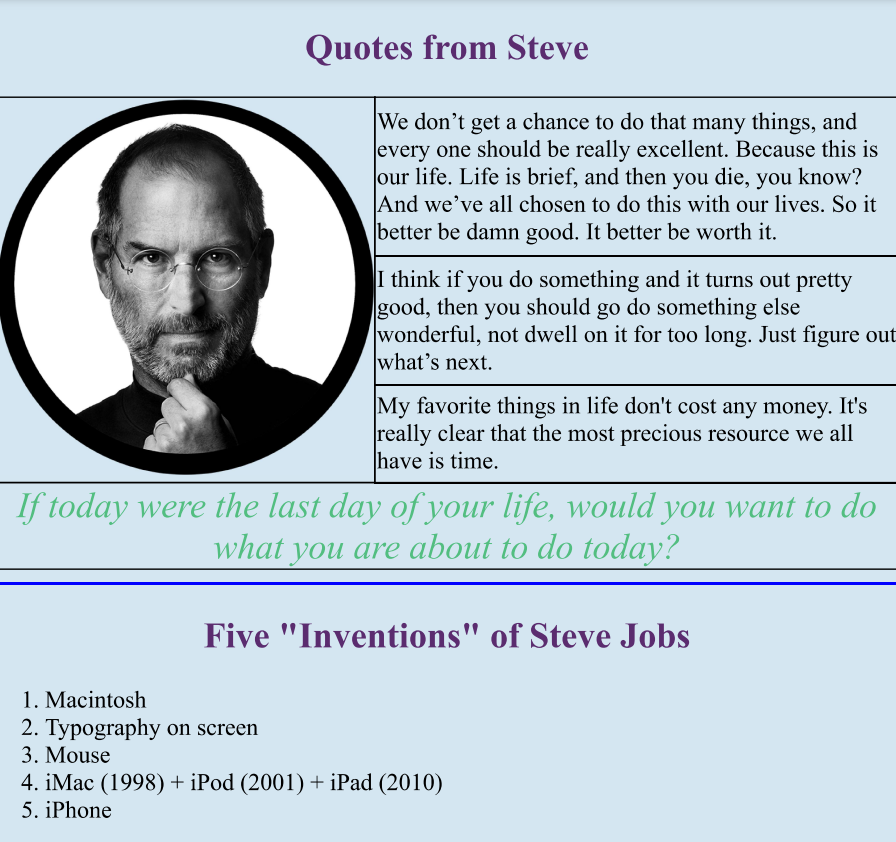 Quotes from Steve
We don’t get a chance to do that many things, and
every one should be really excellent. Because this is
our life. Life is brief, and then you die, you know?
And we’ve all chosen to do this with our lives. So it
better be damn good. It better be worth it.
I think if you do something and it turns out pretty
good, then you should go do something else
wonderful, not dwell on it for too long. Just figure out
what’s next.
My favorite things in life don't cost any money. It's
really clear that the most precious resource we all
have is time.
If today were the last day of your life, would you want to do
what you are about to do today?
Five "Inventions" of Steve Jobs
1. Macintosh
2. Typography on screen
3. Mouse
4. iMac (1998) + iPod (2001) + iPad (2010)
5. iPhone